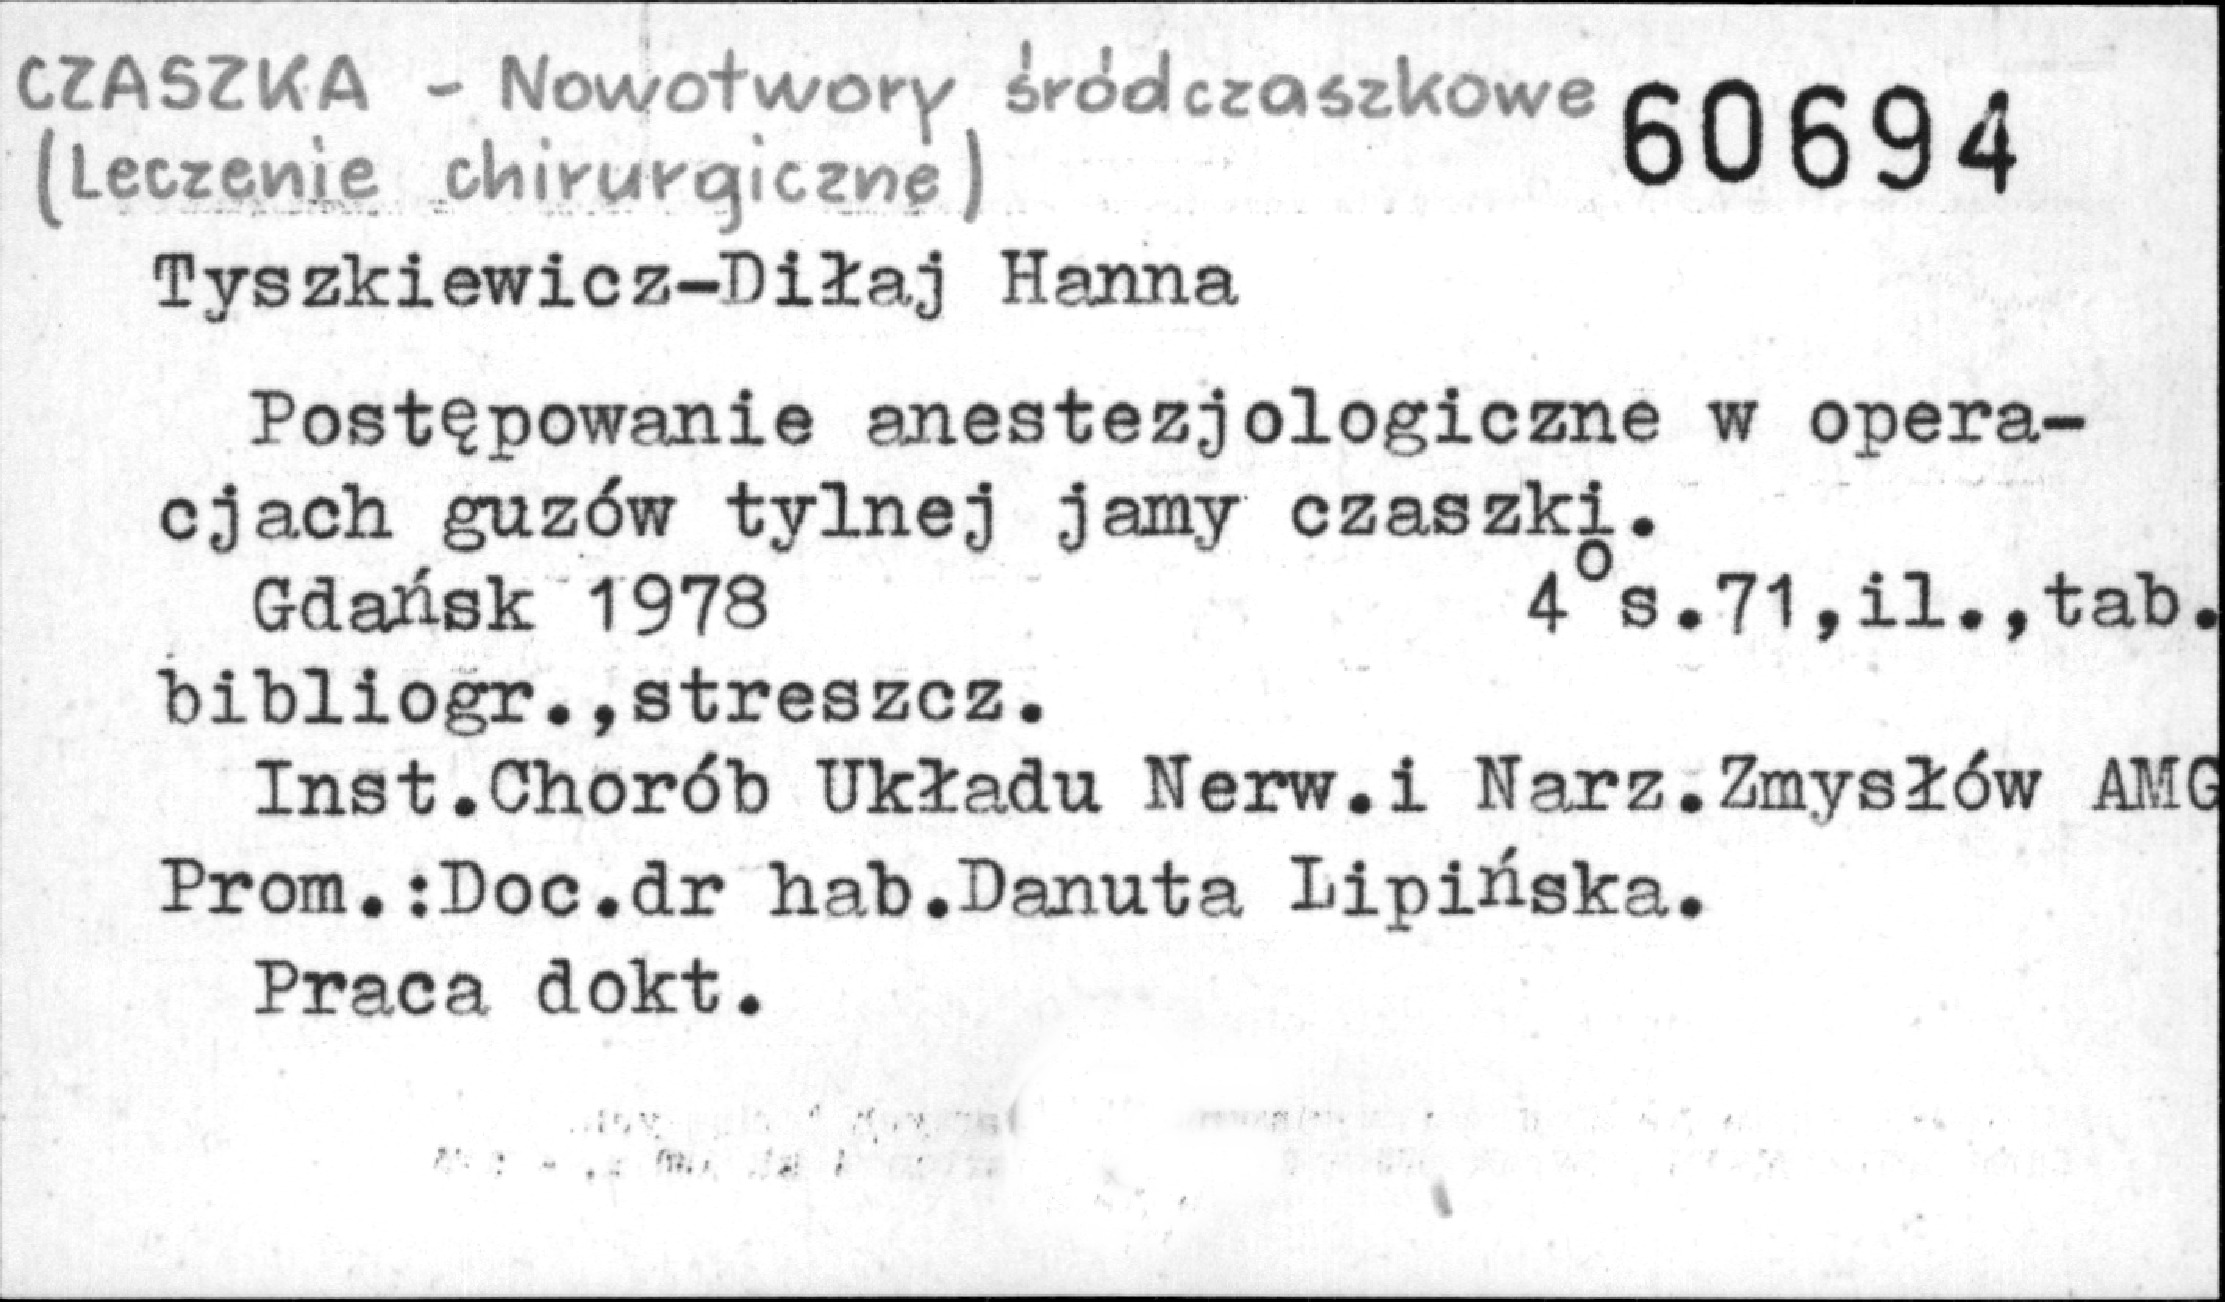 CZASZKA - Nowotwory śródczaszkowe 60694
(Leczenie chirurgiczne)
Tyszkiewicz-Diłaj Hanna
Postępowanie anestezjologiczne w opera-
cjach guzów tylnej jamy czaszki.
Gdańsk 1978 4° s.71,il.,tab.
bibliogr.,streszcz.
Inst.Chorób Układu Nerw.i Narz.Zmysłów AMG
Prom.:Doc.dr hab.Danuta Lipińska.
Praca dokt.